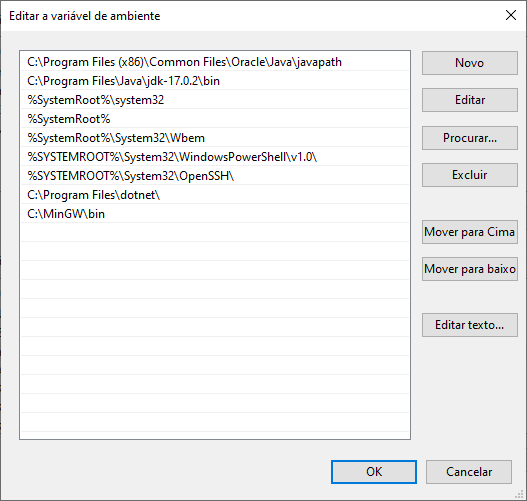 Editar a variável de ambiente
C:\Program Files (x86)\Common Files\Oracle\Java\javapath
C:\Program Files\Java\jdk-17.0.2\bin
%SystemRoot%\system32
%SystemRoot%
%SystemRoot%\System32\Wbem
%SYSTEMROOT%\System32\WindowsPowerShell\v1.0\
%SYSTEMROOT%\System32\OpenSSH\
C:\Program Files\dotnet\
C:\MinGW\bin
Novo
Editar
Procurar...
Excluir
Mover para Cima
Mover para baixo
Editar texto...
OK
Cancelar